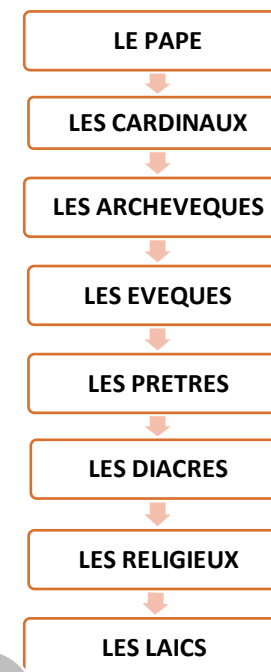 LE PAPE
LES CARDINAUX
LES ARCHEVEQUES
LES EVEQUES
LES PRETRES
LES DIACRES
LES RELIGIEUX
LES LAICS